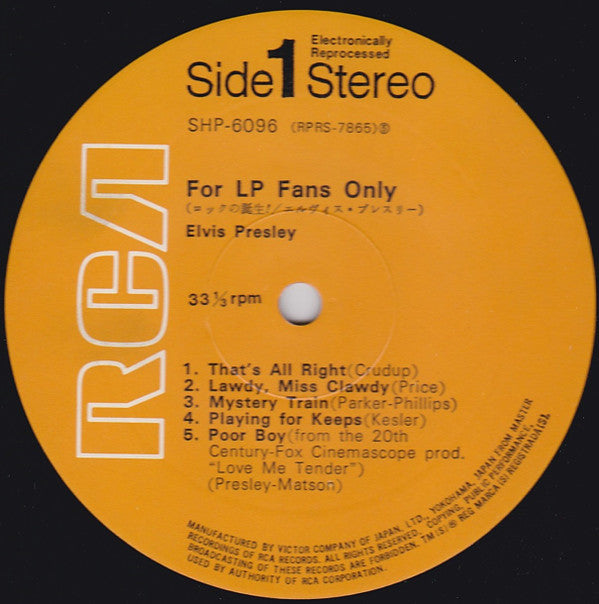 Electronically
Reprocessed
Side 1 Stereo
SHP-6096 (RPRS-7865)Ⓡ
For LP Fans Only
(ロックの誕生!/エルヴィス・プレスリー)
Elvis Presley
RCA
33 1/3 rpm
1. That's All Right(Crudup)
2. Lawdy, Miss Clawdy(Price)
3. Mystery Train(Parker-Phillips)
4. Playing for Keeps(Kesler)
5. Poor Boy(from the 20th
Century-Fox Cinemascope prod.
"Love Me Tender")
(Presley-Matson)
MANUFACTURED BY VICTOR COMPANY OF JAPAN, LTD., YOKOHAMA, JAPAN FROM MASTER
RECORDINGS OF RCA RECORDS. ALL RIGHTS RESERVED. COPYING, PUBLIC PERFORMANCE,
BROADCASTING OF THESE RECORDS ARE FORBIDDEN. TM(S)® REG MARCA(S) REGISTRADA(S).
USED BY AUTHORITY OF RCA CORPORATION.